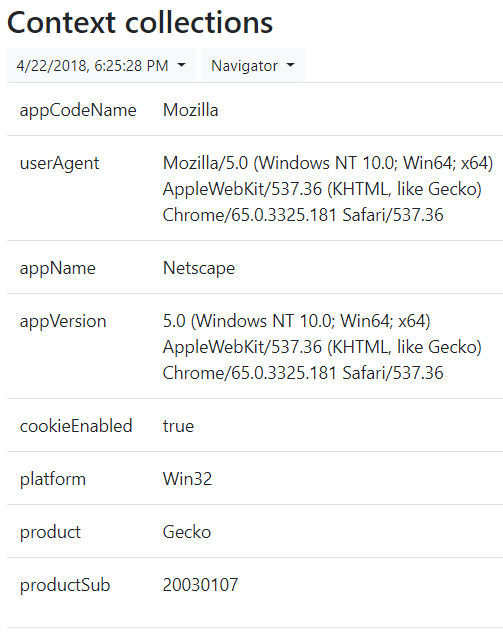 Context collections
4/22/2018, 6:25:28 PM Navigator
appCodeName Mozilla
userAgent Mozilla/5.0 (Windows NT 10.0; Win64; x64)
AppleWebKit/537.36 (KHTML, like Gecko)
Chrome/65.0.3325.181 Safari/537.36
appName Netscape
appVersion 5.0 (Windows NT 10.0; Win64; x64)
AppleWebKit/537.36 (KHTML, like Gecko)
Chrome/65.0.3325.181 Safari/537.36
cookieEnabled true
platform Win32
product Gecko
productSub 20030107